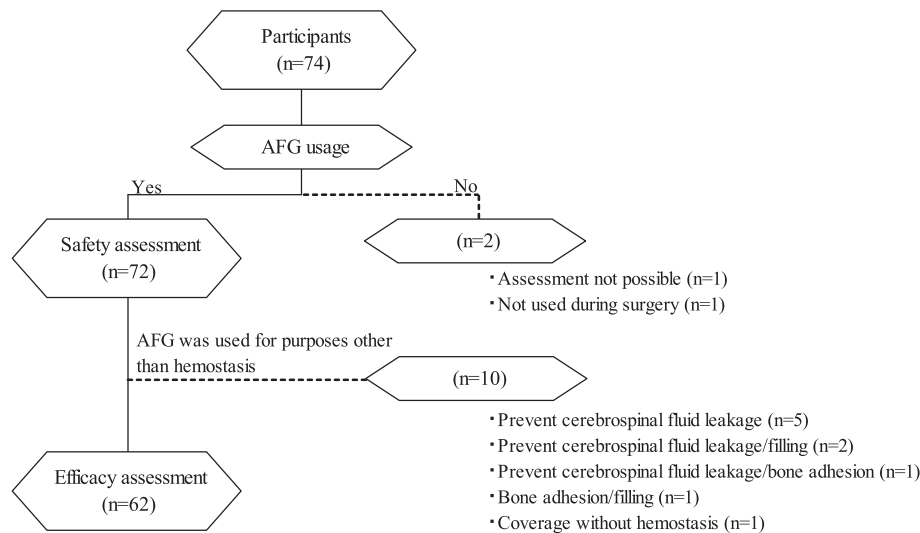 Participants
(n=74)
AFG usage
Yes
No
Safety assessment
(n=72)
(n=2)
・Assessment not possible (n=1)
・Not used during surgery (n=1)
AFG was used for purposes other
than hemostasis
(n=10)
・Prevent cerebrospinal fluid leakage (n=5)
・Prevent cerebrospinal fluid leakage/filling (n=2)
・Prevent cerebrospinal fluid leakage/bone adhesion (n=1)
・Bone adhesion/filling (n=1)
・Coverage without hemostasis (n=1)
Efficacy assessment
(n=62)